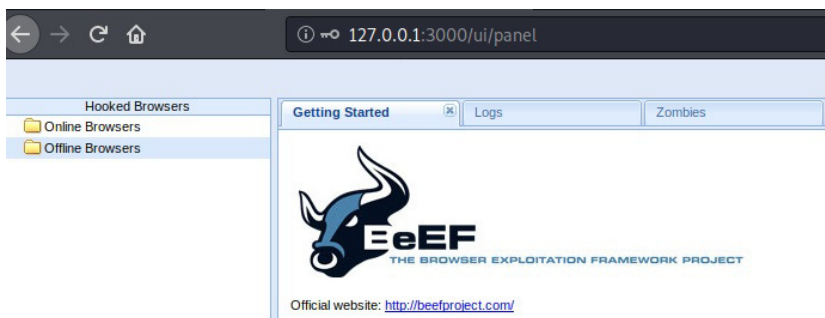 127.0.0.1:3000/ui/panel
Hooked Browsers
Online Browsers
Offline Browsers
Getting Started Logs Zombies
BeEF
THE BROWSER EXPLOITATION FRAMEWORK PROJECT
Official website: http://beefproject.com/